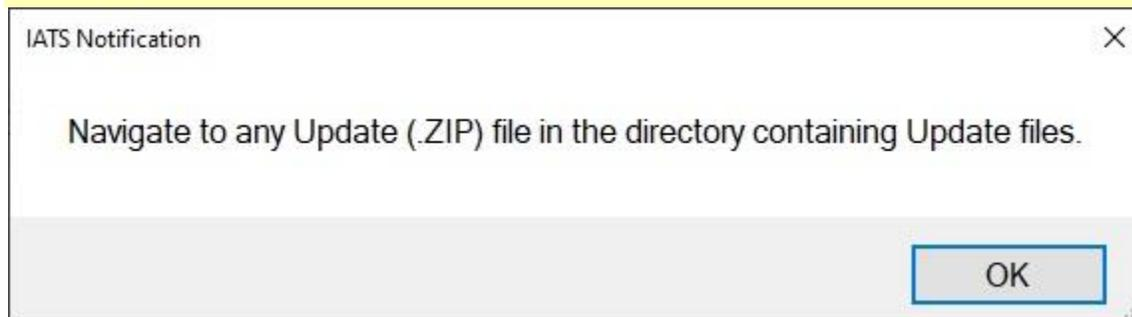 IATS Notification
Navigate to any Update (.ZIP) file in the directory containing Update files.
OK